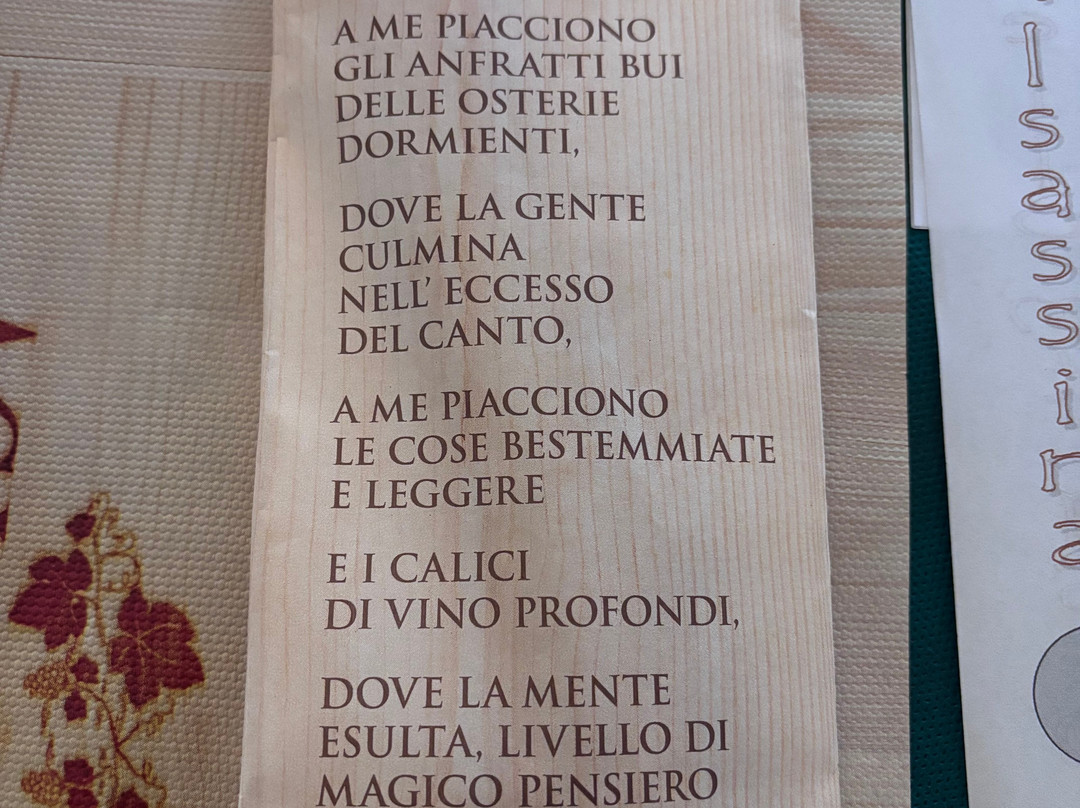 A ME PIACCIONO
GLI ANFRATTI BUI
DELLE OSTERIE
DORMIENTI,
DOVE LA GENTE
CULMINA
NELL' ECCESSO
DEL CANTO,
A ME PIACCIONO
LE COSE BESTEMMIATE
E LEGGERE
E I CALICI
DI VINO PROFONDI,
DOVE LA MENTE
ESULTA, LIVELLO DI
MAGICO PENSIERO
lsassina